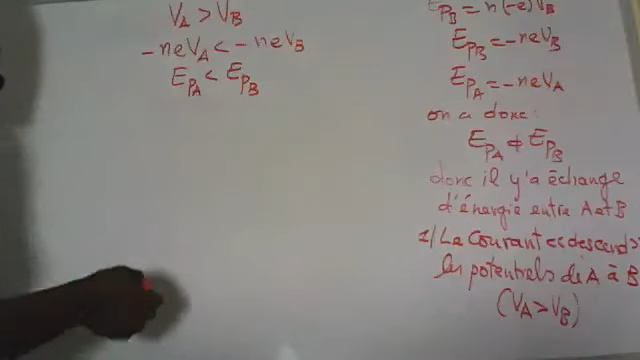 V_A > V_B
-neV_A < -neV_B
E_PA < E_PB
E_PB = n(-e)V_B
E_PB = -neV_B
E_PA = -neV_A
on a donc:
E_PA ≠ E_PB
donc il y'a échange
d'énergie entre A et B
1/ Le Courant << descend >
les potentiels de A à B
(V_A > V_B)